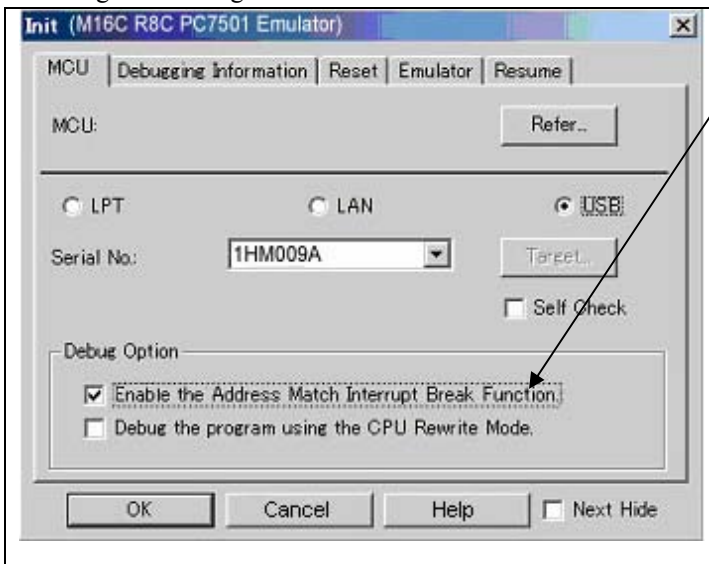 Init (M16C R8C PC7501 Emulator)
MCU Debugging Information Reset Emulator Resume
MCU: Refer...
LPT LAN USB
Serial No.: 1HM009A Target...
Self Check
Debug Option
Enable the Address Match Interrupt Break Function.
Debug the program using the CPU Rewrite Mode.
OK Cancel Help Next Hide